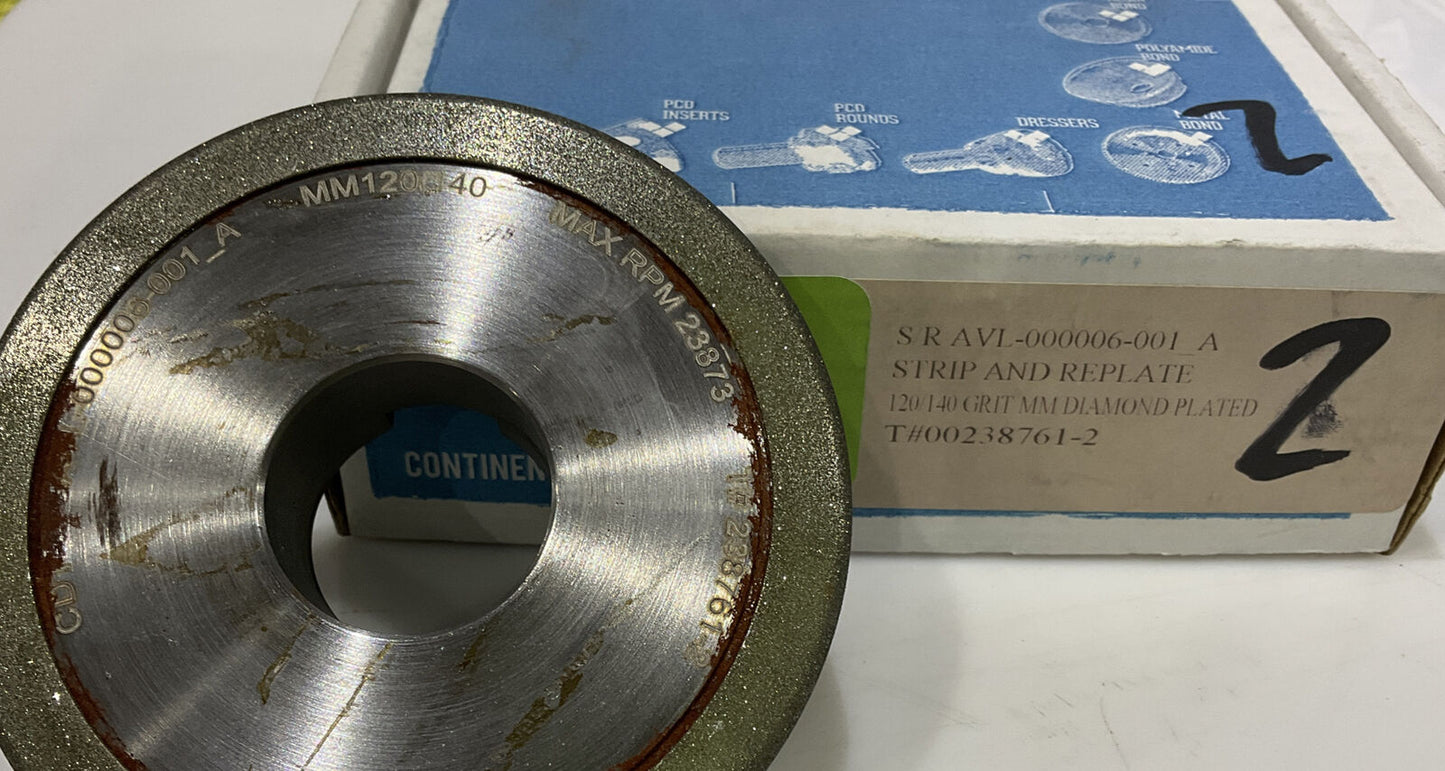 BOND
POLYAMIDE
BOND
PCD
INSERTS
PCD
ROUNDS
DRESSERS
BOND
2
S R AVL-000006-001_A
STRIP AND REPLATE
120/140 GRIT MM DIAMOND PLATED
T#00238761-2
2
CONTINEN
MM120/140
MAX RPM 23873
000006-001_A
T# 238761-2
CD